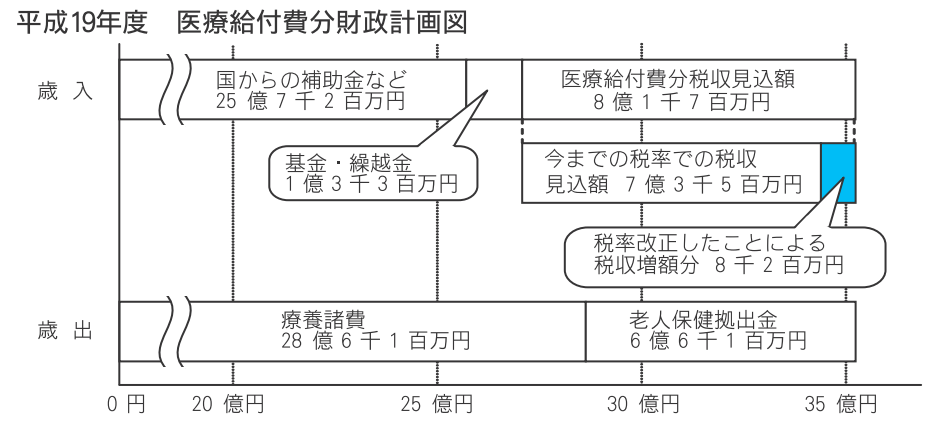 平成19年度　医療給付費分財政計画図
歳 入
国からの補助金など
25 億 7 千 2 百万円
医療給付費分税収見込額
8 億 1 千 7 百万円
基金・繰越金
1 億 3 千 3 百万円
今までの税率での税収
見込額 7 億 3 千 5 百万円
税率改正したことによる
税収増額分 8 千 2 百万円
歳 出
療養諸費
28 億 6 千 1 百万円
老人保健拠出金
6 億 6 千 1 百万円
0 円 20 億円 25 億円 30 億円 35 億円